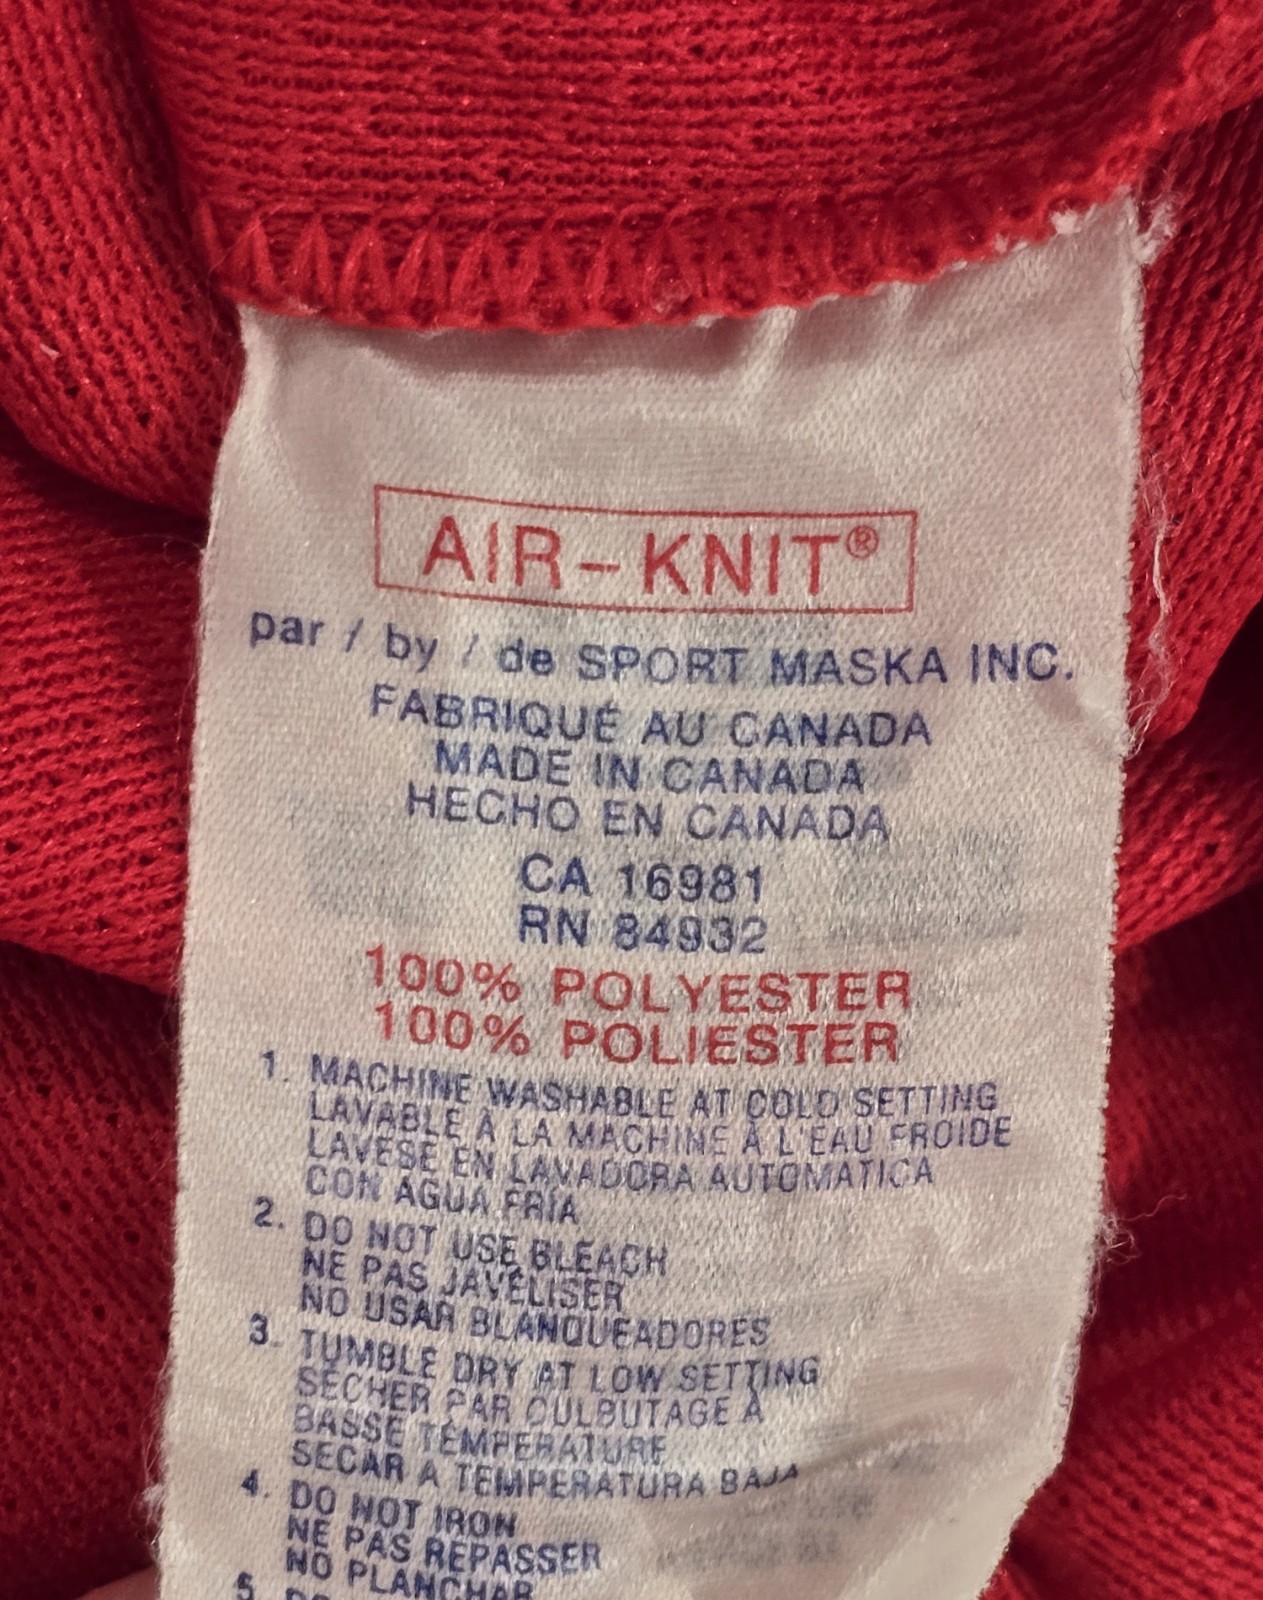 AIR-KNIT®
par / by / de SPORT MASKA INC.
FABRIQUÉ AU CANADA
MADE IN CANADA
HECHO EN CANADA
CA 16981
RN 84932
100% POLYESTER
100% POLIESTER
1. MACHINE WASHABLE AT COLD SETTING
LAVABLE À LA MACHINE À L'EAU FROIDE
LAVESE EN LAVADORA AUTOMATICA
CON AGUA FRÍA
2. DO NOT USE BLEACH
NE PAS JAVÉLISER
NO USAR BLANQUEADORES
3. TUMBLE DRY AT LOW SETTING
SÉCHER PAR CULBUTAGE À
BASSE TEMPÉRATURE
SECAR A TEMPERATURA BAJA
4. DO NOT IRON
NE PAS REPASSER
NO PLANCHAR
5.